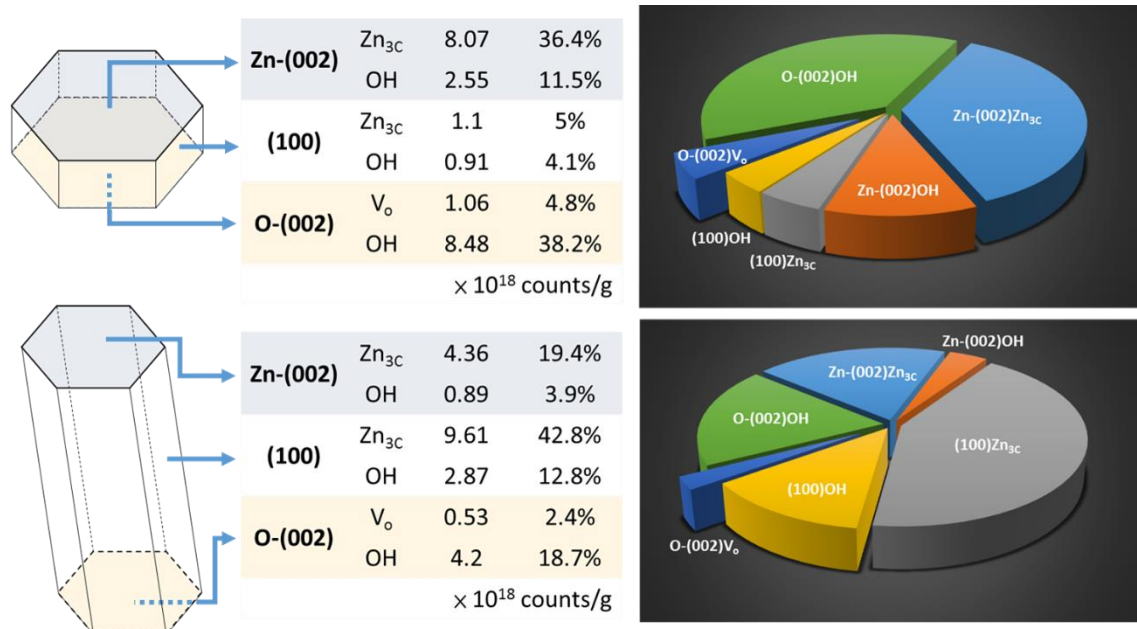 Zn-(002) Zn3C 8.07 36.4%
OH 2.55 11.5%
(100) Zn3C 1.1 5%
OH 0.91 4.1%
O-(002) Vo 1.06 4.8%
OH 8.48 38.2%
× 10^18 counts/g
O-(002)OH
Zn-(002)Zn3C
O-(002)Vo
Zn-(002)OH
(100)OH
(100)Zn3C
Zn-(002) Zn3C 4.36 19.4%
OH 0.89 3.9%
(100) Zn3C 9.61 42.8%
OH 2.87 12.8%
O-(002) Vo 0.53 2.4%
OH 4.2 18.7%
× 10^18 counts/g
Zn-(002)OH
Zn-(002)Zn3C
O-(002)OH
(100)Zn3C
(100)OH
O-(002)Vo